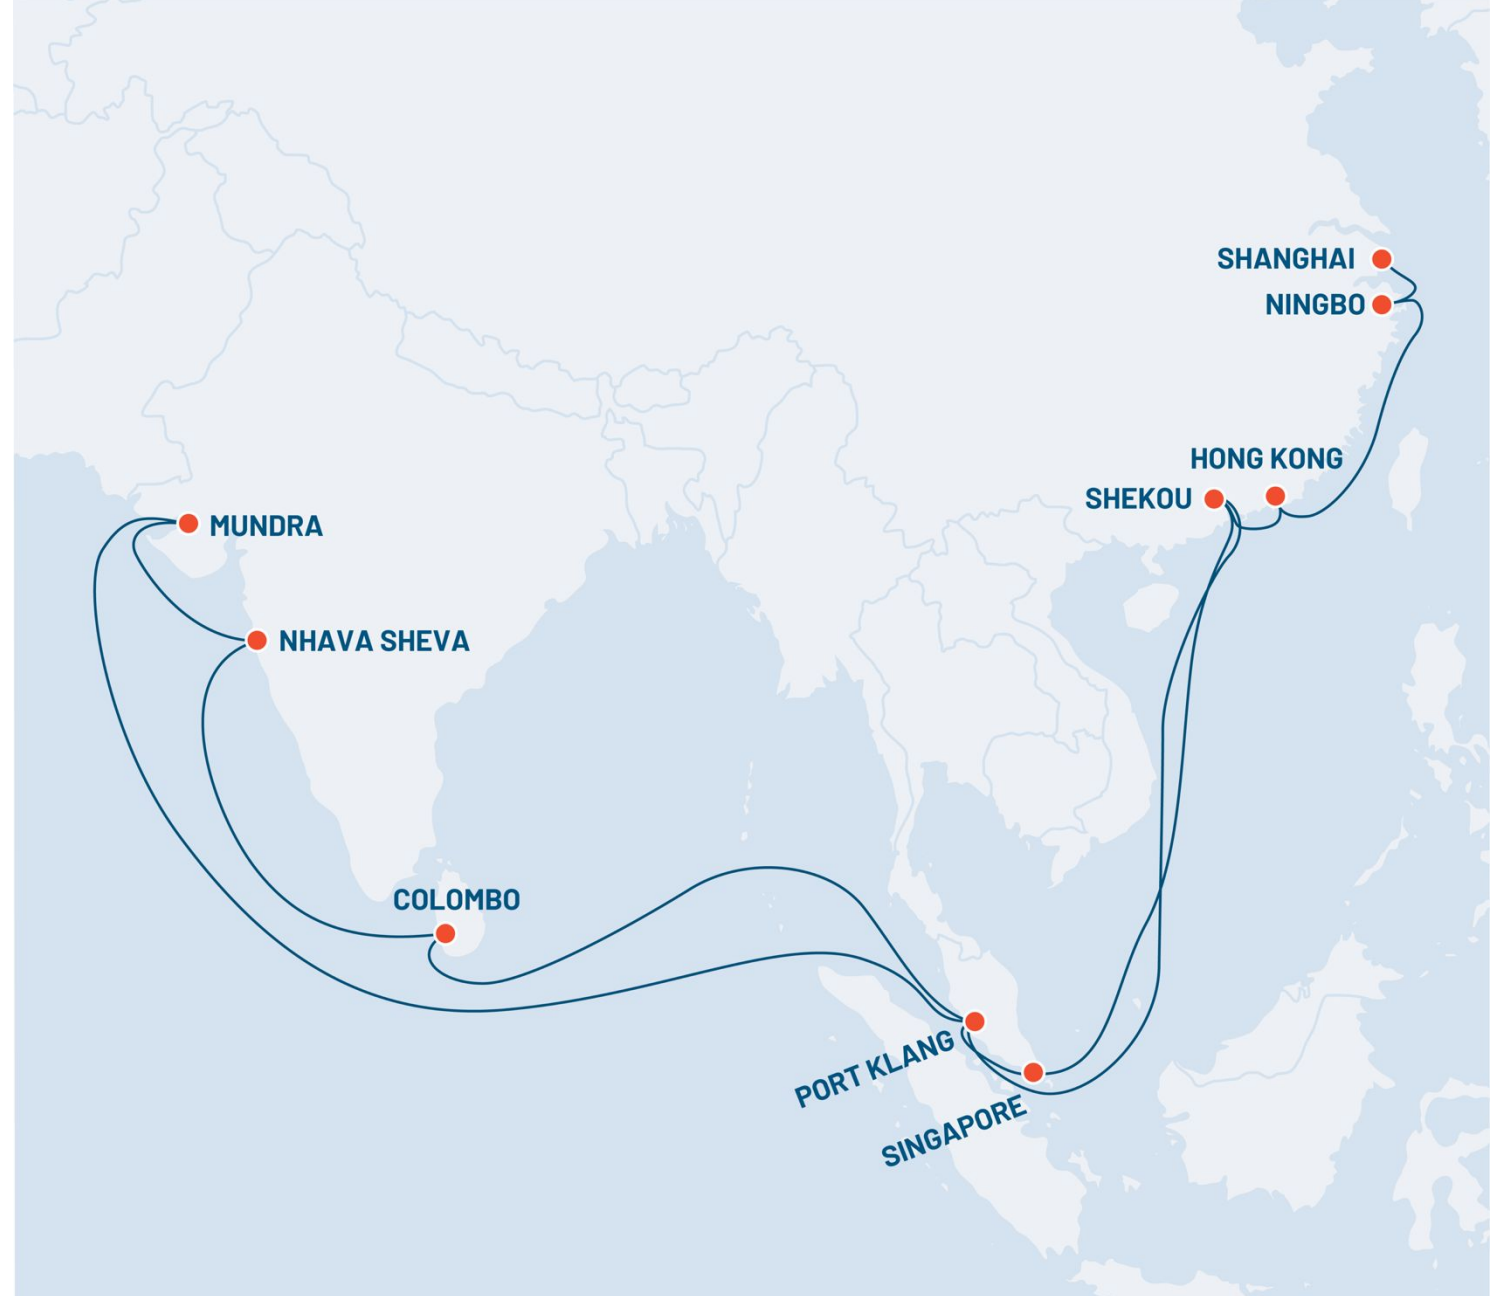 SHANGHAI
NINGBO
HONG KONG
SHEKOU
MUNDRA
NHAVA SHEVA
COLOMBO
PORT KLANG
SINGAPORE